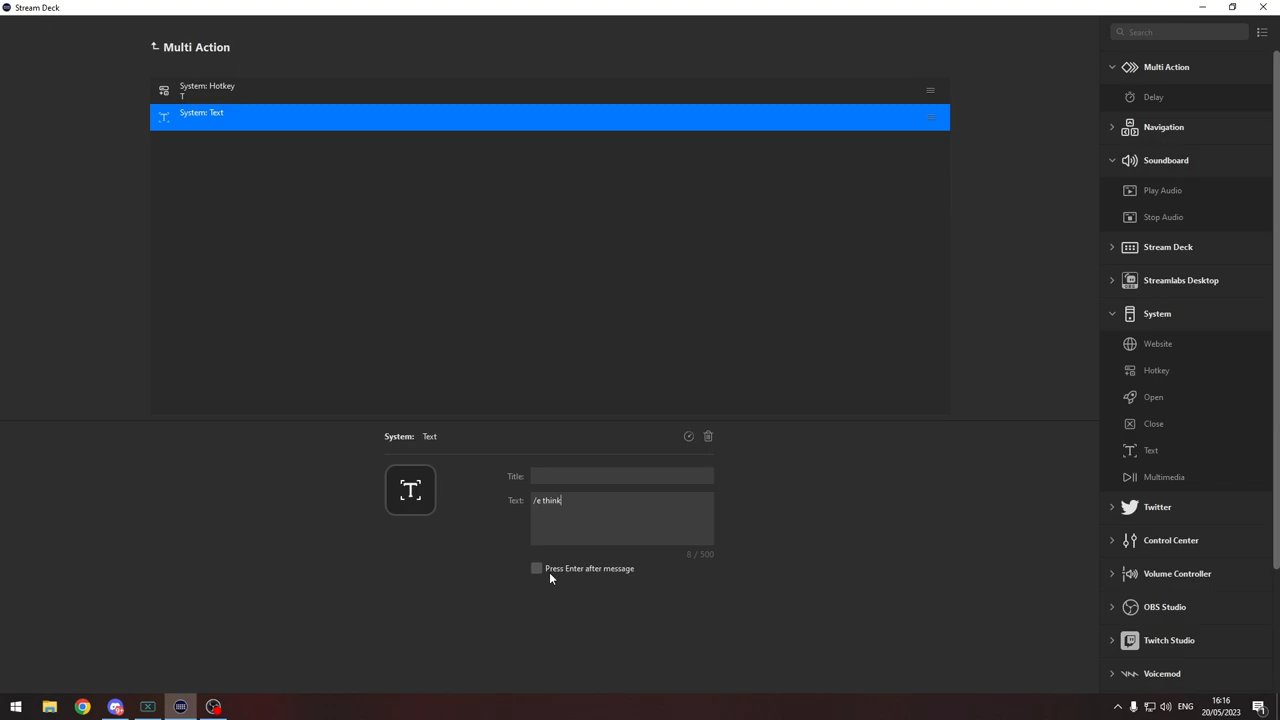 Stream Deck
Multi Action
System: Hotkey
T
System: Text
System: Text
Title:
Text: /e think
8 / 500
Press Enter after message
Search
Multi Action
Delay
Navigation
Soundboard
Play Audio
Stop Audio
Stream Deck
Streamlabs Desktop
System
Website
Hotkey
Open
Close
Text
Multimedia
Twitter
Control Center
Volume Controller
OBS Studio
Twitch Studio
Voicemod
ENG
16:16
20/05/2023